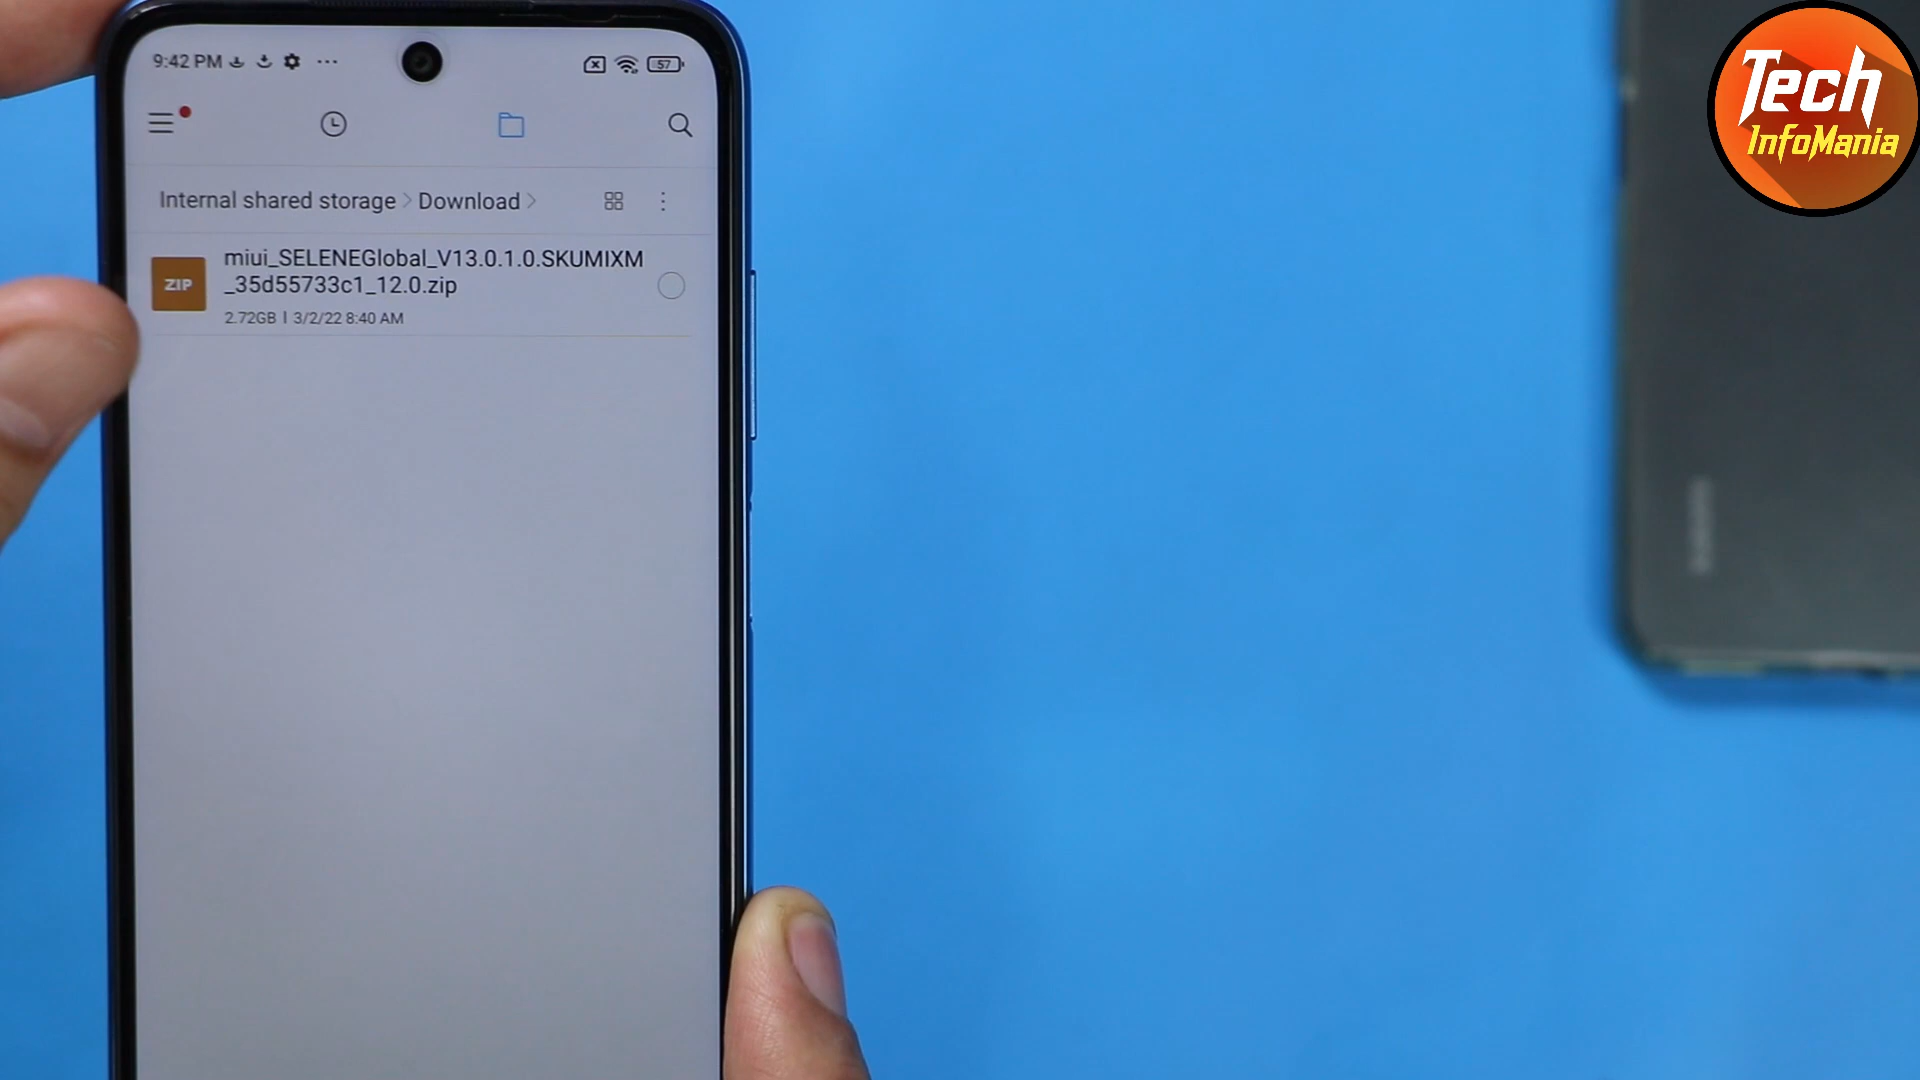 9:42 PM
57
Internal shared storage > Download >
ZIP
miui_SELENEGlobal_V13.0.1.0.SKUMIXM
_35d55733c1_12.0.zip
2.72GB | 3/2/22 8:40 AM
Tech
InfoMania